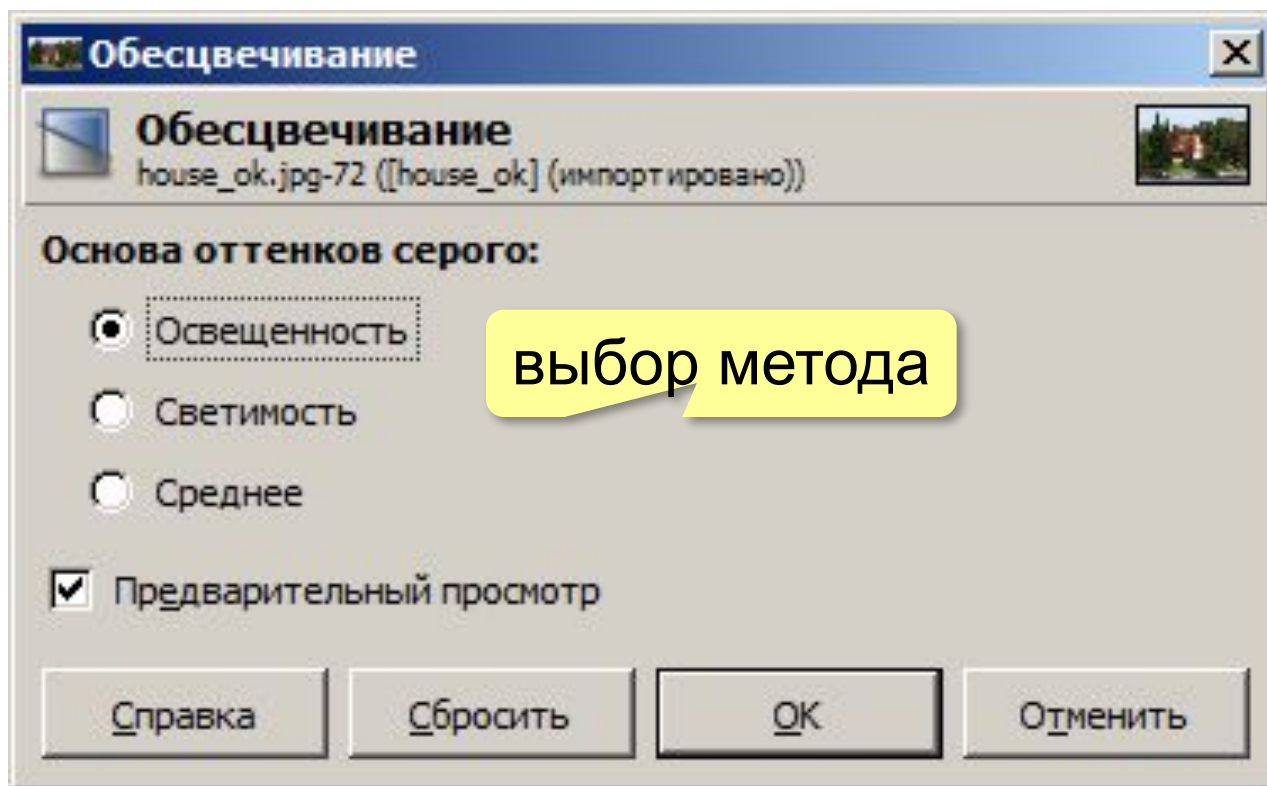 Обесцвечивание
Обесцвечивание
house_ok.jpg-72 ([house_ok] (импортировано))
Основа оттенков серого:
Освещенность
выбор метода
Светимость
Среднее
Предварительный просмотр
Справка Сбросить OK Отменить